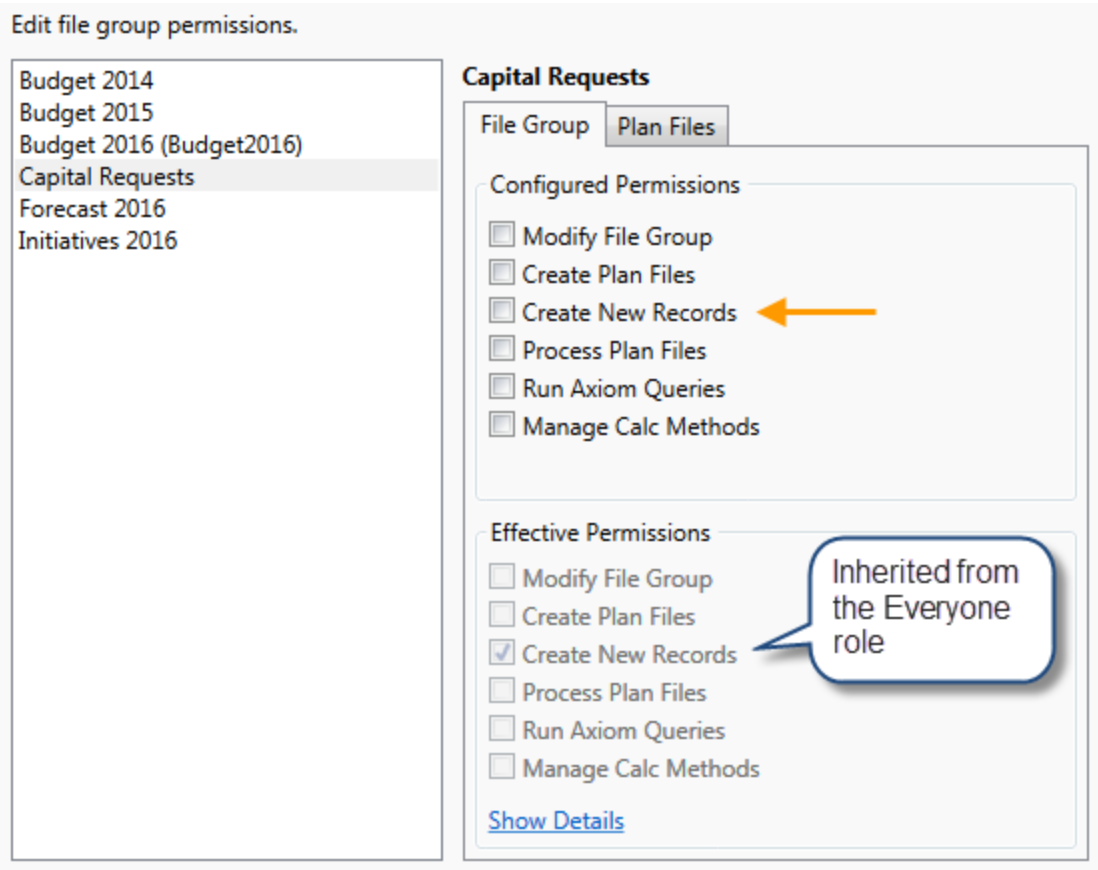 Edit file group permissions.
Budget 2014
Budget 2015
Budget 2016 (Budget2016)
Capital Requests
Forecast 2016
Initiatives 2016
Capital Requests
File Group
Plan Files
Configured Permissions
Modify File Group
Create Plan Files
Create New Records
Process Plan Files
Run Axiom Queries
Manage Calc Methods
Effective Permissions
Modify File Group
Create Plan Files
Create New Records
Process Plan Files
Run Axiom Queries
Manage Calc Methods
Inherited from
the Everyone
role
Show Details